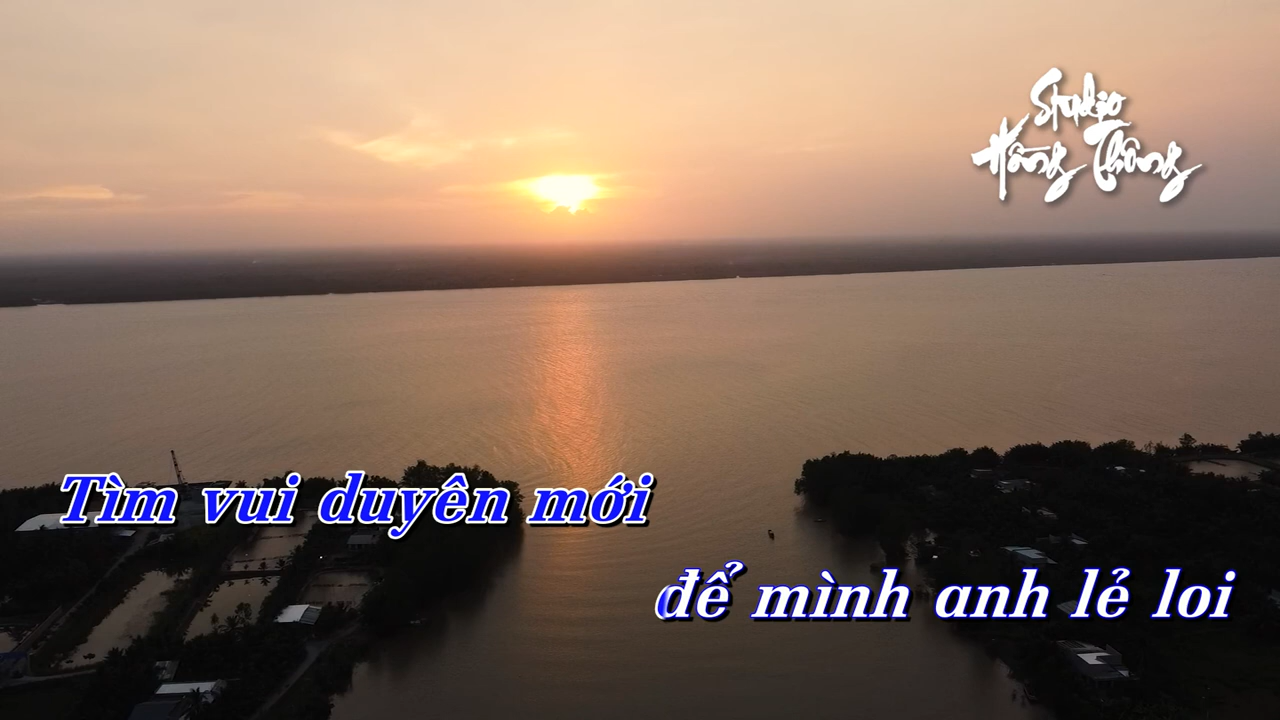 Studio
Hồng Thông
Tìm vui duyên mới
để mình anh lẻ loi